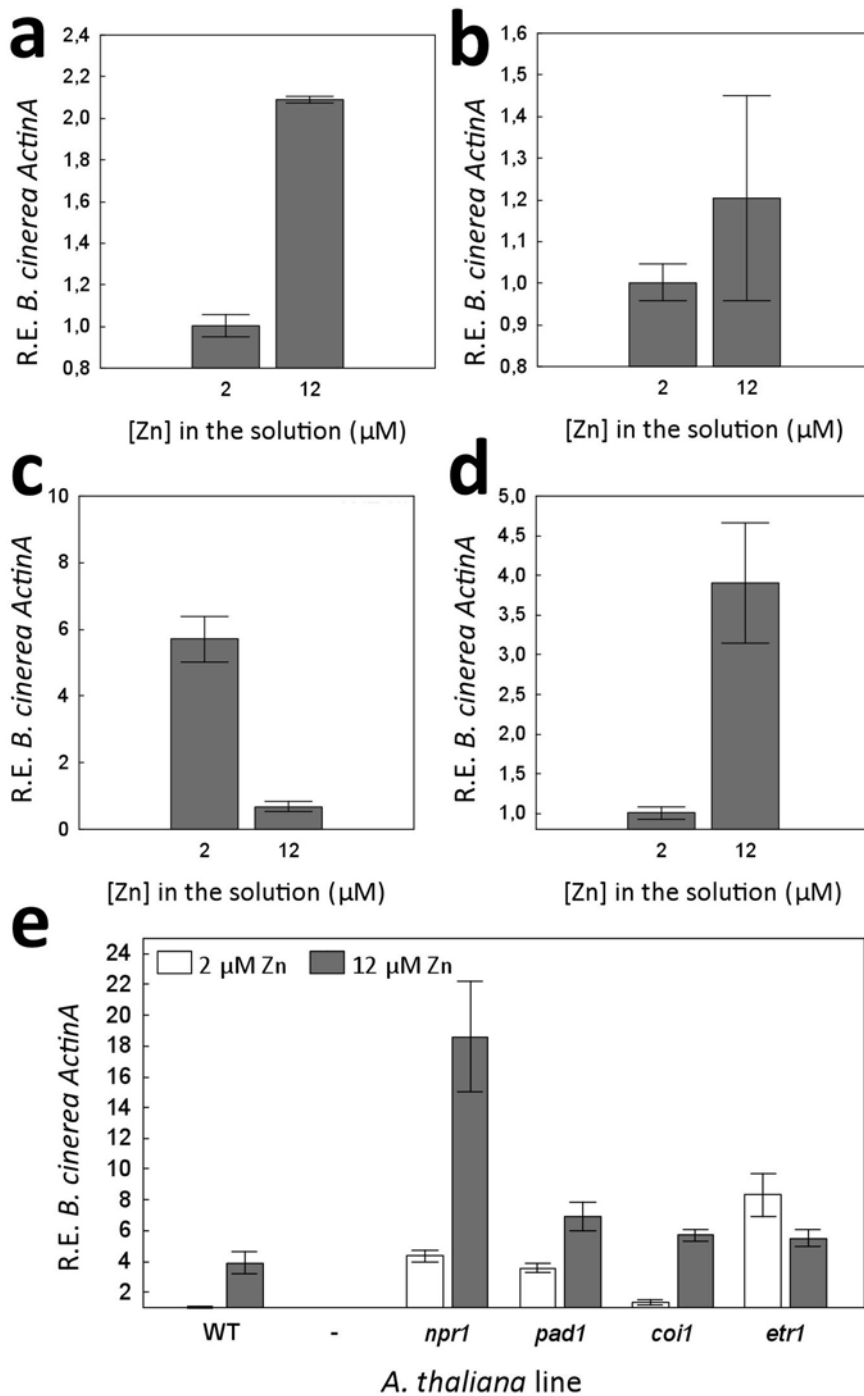 a
2,4
2,2
2,0
1,8
1,6
1,4
1,2
1,0
0,8
R.E. B. cinerea ActinA
2 12
[Zn] in the solution (µM)
b
1,6
1,5
1,4
1,3
1,2
1,1
1,0
0,9
0,8
R.E. B. cinerea ActinA
2 12
[Zn] in the solution (µM)
c
10
8
6
4
2
0
R.E. B. cinerea ActinA
2 12
[Zn] in the solution (µM)
d
5,0
4,5
4,0
3,5
3,0
2,5
2,0
1,5
1,0
R.E. B. cinerea ActinA
2 12
[Zn] in the solution (µM)
e
2 µM Zn 12 µM Zn
24
22
20
18
16
14
12
10
8
6
4
2
R.E. B. cinerea ActinA
WT - npr1 pad1 coi1 etr1
A. thaliana line